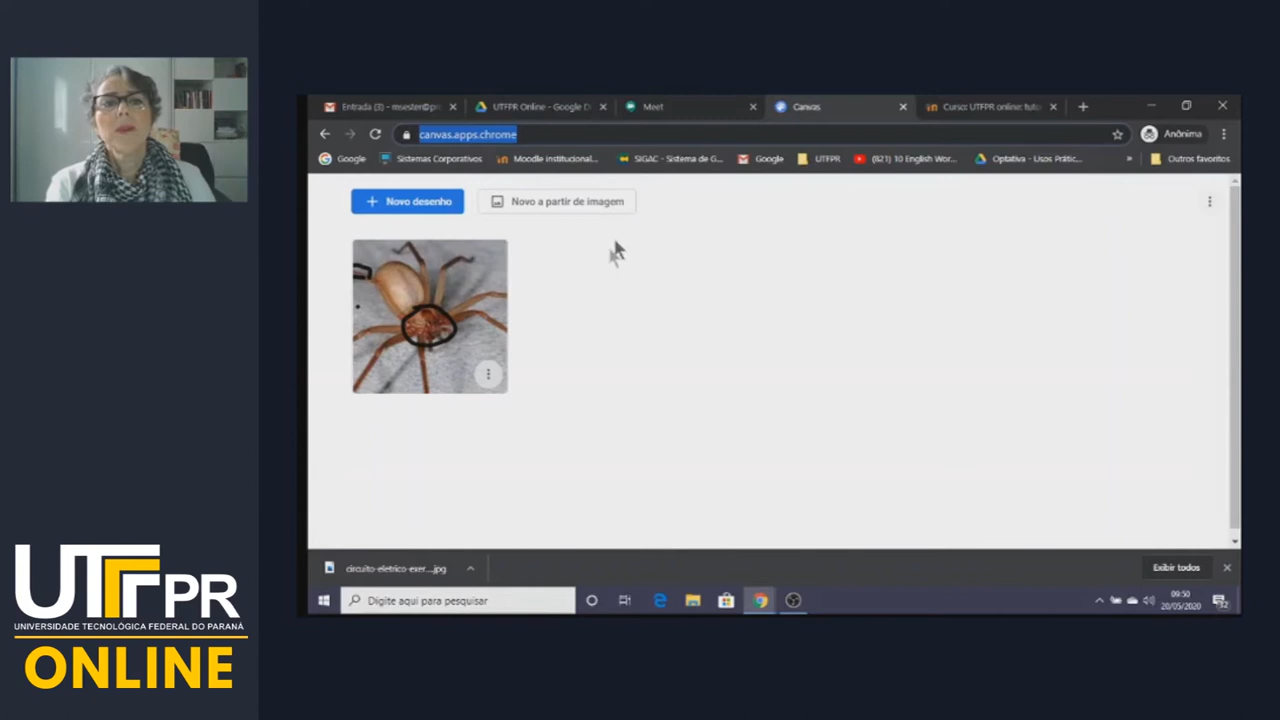 Entrada (3) - msester@pr
UTFPR Online - Google D
Meet
Canvas
Curso: UTFPR online: tuto
canvas.apps.chrome
Anônima
Google
Sistemas Corporativos
Moodle institucional...
SIGAC - Sistema de G...
Google
UTFPR
(821) 10 English Wor...
Optativa - Usos Prátic...
»
Outros favoritos
Novo desenho
Novo a partir de imagem
circuito-eletrico-exer....jpg
Exibir todos
Digite aqui para pesquisar
09:50
20/05/2020
UTFPR
UNIVERSIDADE TECNOLÓGICA FEDERAL DO PARANÁ
ONLINE